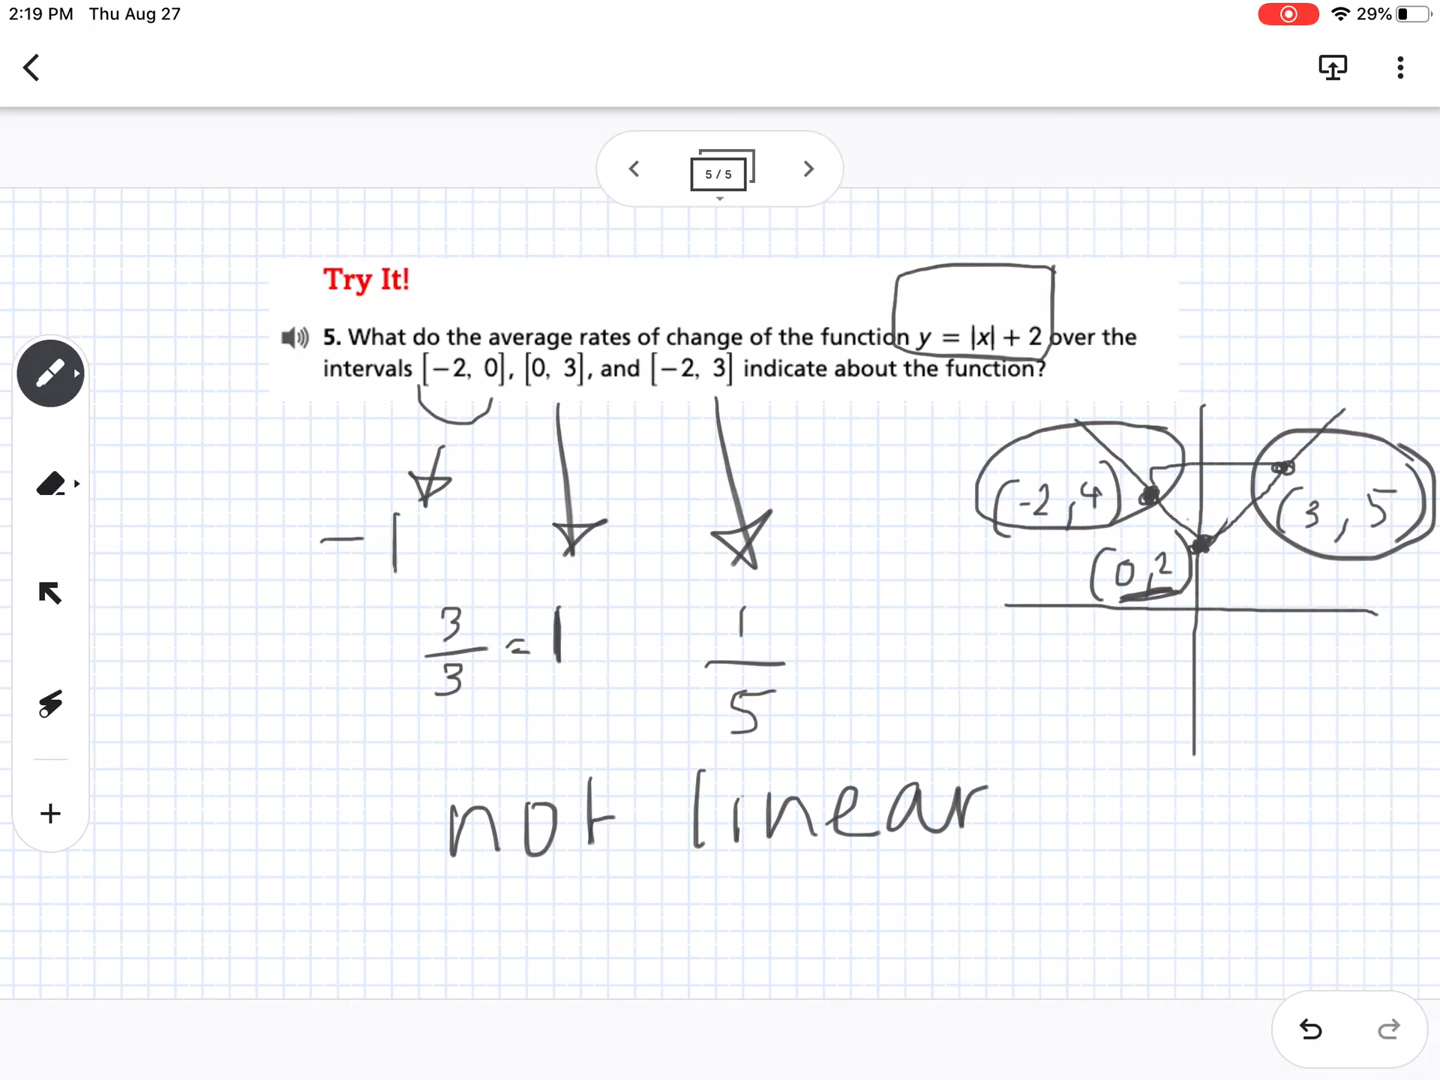 2:19 PM Thu Aug 27
29%
5 / 5
Try It!
5. What do the average rates of change of the function y = |x| + 2 over the
intervals [−2, 0], [0, 3], and [−2, 3] indicate about the function?
(-2, 4)
(3, 5)
(0, 2)
-1
3/3 = 1
1/5
not linear